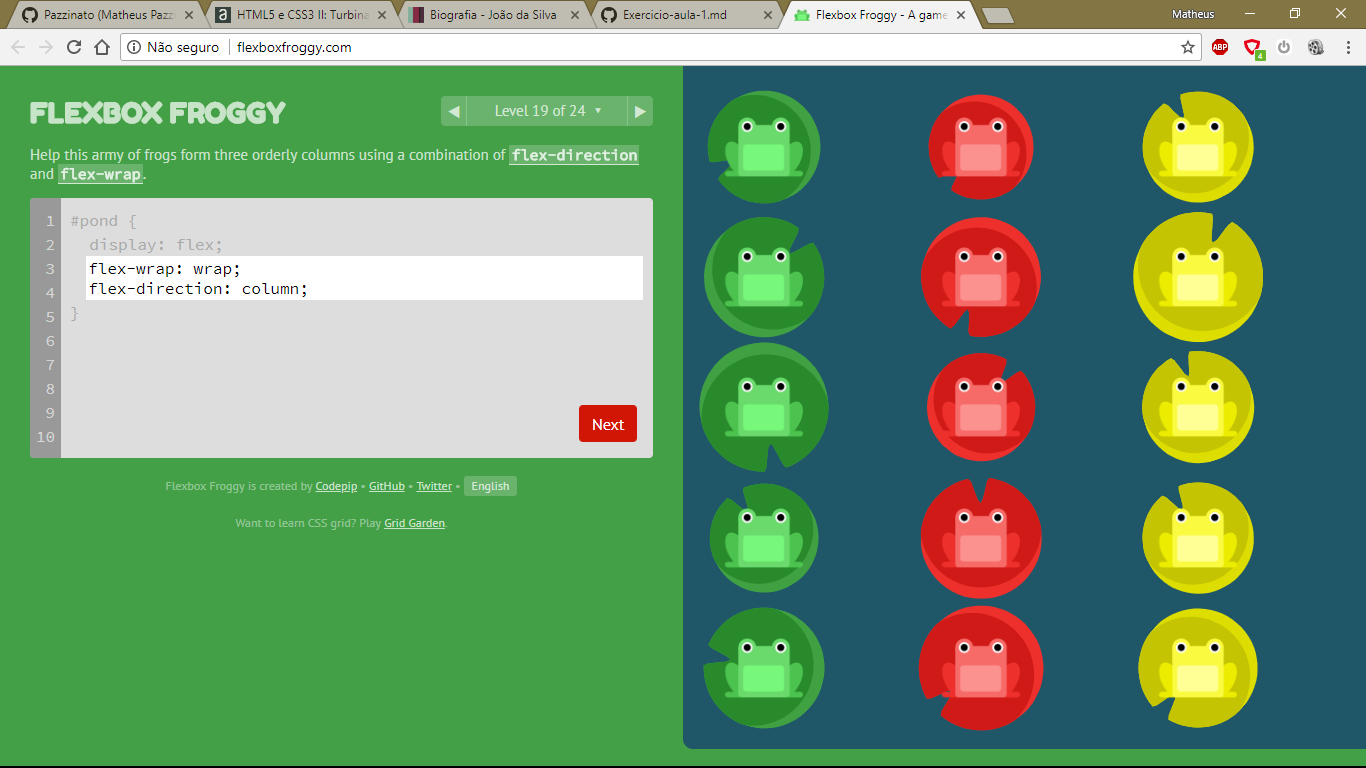 Pazzinato (Matheus Pazzi
HTML5 e CSS3 II: Turbina
Biografia - João da Silva
Exercicio-aula-1.md
Flexbox Froggy - A game
Matheus
Não seguro
flexboxfroggy.com
ABP
4
FLEXBOX FROGGY
◀ Level 19 of 24 ▼ ▶
Help this army of frogs form three orderly columns using a combination of flex-direction
and flex-wrap.
1 #pond {
2 display: flex;
3 flex-wrap: wrap;
4 flex-direction: column;
5 }
6
7
8
9
10
Next
Flexbox Froggy is created by Codepip • GitHub • Twitter • English
Want to learn CSS grid? Play Grid Garden.